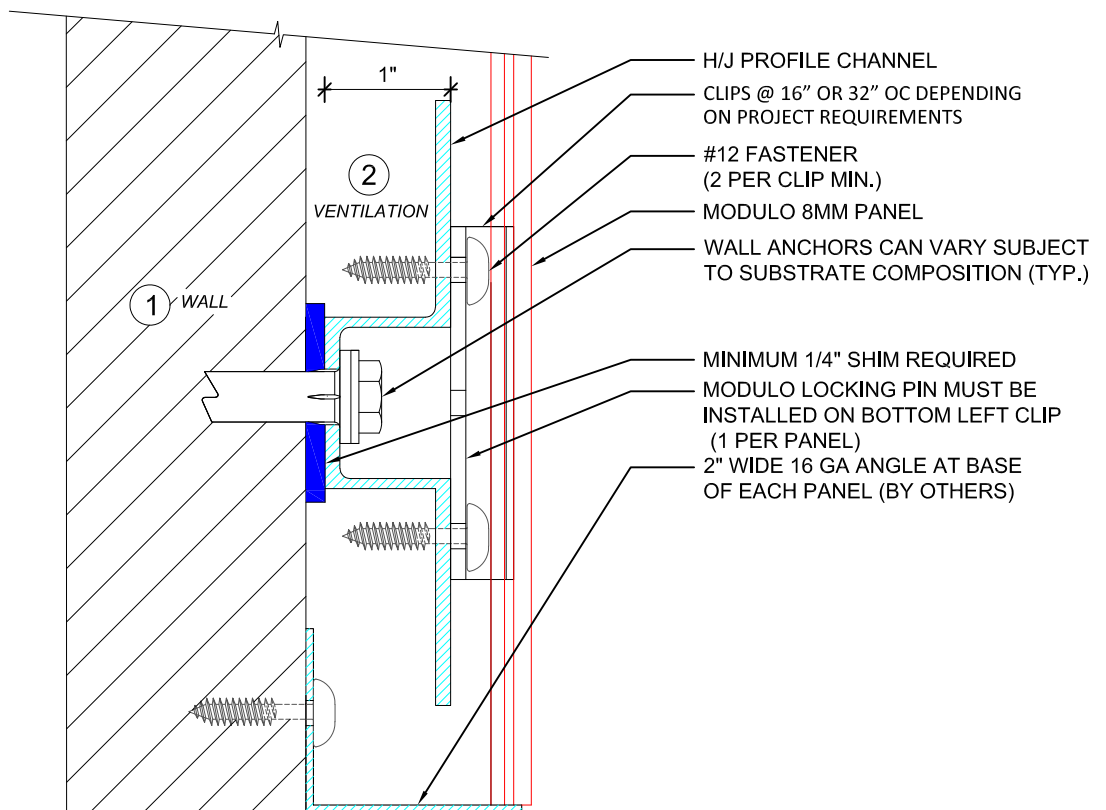 1"
H/J PROFILE CHANNEL
CLIPS @ 16” OR 32” OC DEPENDING
ON PROJECT REQUIREMENTS
#12 FASTENER
(2 PER CLIP MIN.)
MODULO 8MM PANEL
WALL ANCHORS CAN VARY SUBJECT
TO SUBSTRATE COMPOSITION (TYP.)
2
VENTILATION
1 WALL
MINIMUM 1/4" SHIM REQUIRED
MODULO LOCKING PIN MUST BE
INSTALLED ON BOTTOM LEFT CLIP
(1 PER PANEL)
2" WIDE 16 GA ANGLE AT BASE
OF EACH PANEL (BY OTHERS)